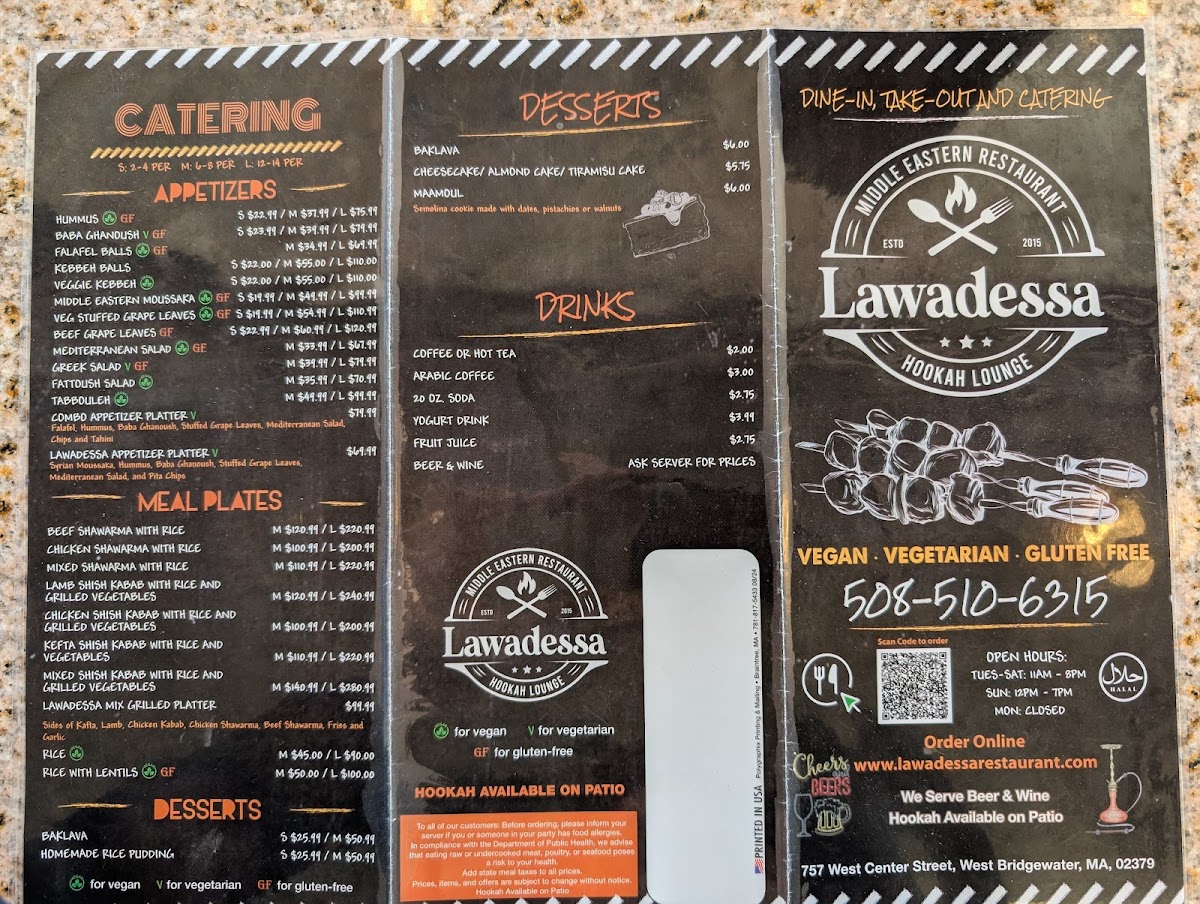 CATERING
S: 2-4 PER M: 6-8 PER L: 12-14 PER
APPETIZERS
HUMMUS GF S $22.99 / M $37.99 / L $75.99
BABA GHANOUSH V GF S $23.99 / M $39.99 / L $79.99
FALAFEL BALLS GF M $34.99 / L $69.99
KEBBEH BALLS S $22.00 / M $55.00 / L $110.00
VEGGIE KEBBEH S $22.00 / M $55.00 / L $110.00
MIDDLE EASTERN MOUSSAKA GF S $19.99 / M $49.99 / L $99.99
VEG STUFFED GRAPE LEAVES GF S $19.99 / M $54.99 / L $110.99
BEEF GRAPE LEAVES GF S $22.99 / M $60.99 / L $120.99
MEDITERRANEAN SALAD GF M $33.99 / L $67.99
GREEK SALAD V GF M $39.99 / L $79.99
FATTOUSH SALAD M $35.99 / L $70.99
TABBOULEH M $49.99 / L $99.99
COMBO APPETIZER PLATTER V $79.99
Falafel, Hummus, Baba Ghanoush, Stuffed Grape Leaves, Mediterranean Salad,
Chips and Tahini
LAWADESSA APPETIZER PLATTER V $69.99
Syrian Moussaka, Hummus, Baba Ghanoush, Stuffed Grape Leaves,
Mediterranean Salad, and Pita Chips
MEAL PLATES
BEEF SHAWARMA WITH RICE M $120.99 / L $220.99
CHICKEN SHAWARMA WITH RICE M $100.99 / L $200.99
MIXED SHAWARMA WITH RICE M $110.99 / L $220.99
LAMB SHISH KABAB WITH RICE AND
GRILLED VEGETABLES M $120.99 / L $240.99
CHICKEN SHISH KABAB WITH RICE AND
GRILLED VEGETABLES M $100.99 / L $200.99
KEFTA SHISH KABAB WITH RICE AND
VEGETABLES M $110.99 / L $220.99
MIXED SHISH KABAB WITH RICE AND
GRILLED VEGETABLES M $140.99 / L $280.99
LAWADESSA MIX GRILLED PLATTER $99.99
Sides of Kafta, Lamb, Chicken Kabab, Chicken Shawarma, Beef Shawarma, Fries and
Garlic
RICE M $45.00 / L $90.00
RICE WITH LENTILS GF M $50.00 / L $100.00
DESSERTS
BAKLAVA S $25.99 / M $50.99
HOMEMADE RICE PUDDING S $25.99 / M $50.99
for vegan V for vegetarian GF for gluten-free
DESSERTS
BAKLAVA $6.00
CHEESECAKE/ ALMOND CAKE/ TIRAMISU CAKE $5.75
MAAMOUL $6.00
Semolina cookie made with dates, pistachios or walnuts
DRINKS
COFFEE OR HOT TEA $2.00
ARABIC COFFEE $3.00
20 OZ. SODA $2.75
YOGURT DRINK $3.99
FRUIT JUICE $2.75
BEER & WINE ASK SERVER FOR PRICES
MIDDLE EASTERN RESTAURANT
ESTD 2015
Lawadessa
HOOKAH LOUNGE
for vegan V for vegetarian
GF for gluten-free
HOOKAH AVAILABLE ON PATIO
To all of our customers: Before ordering, please inform your
server if you or someone in your party has food allergies.
In compliance with the Department of Public Health, we advise
that eating raw or undercooked meat, poultry, or seafood poses
a risk to your health.
Add state meal taxes to all prices.
Prices, items, and offers are subject to change without notice.
Hookah Available on Patio
PRINTED IN USA Polygraphix Printing & Mailing • Braintree, MA • 781-817-5433 08/24
DINE-IN, TAKE-OUT AND CATERING
MIDDLE EASTERN RESTAURANT
ESTD 2015
Lawadessa
HOOKAH LOUNGE
VEGAN · VEGETARIAN · GLUTEN FREE
508-510-6315
Scan Code to order
OPEN HOURS:
TUES-SAT: 11AM - 8PM
SUN: 12PM - 7PM
MON: CLOSED
حلال
HALAL
Order Online
www.lawadessarestaurant.com
Cheers
and
BEERS
We Serve Beer & Wine
Hookah Available on Patio
757 West Center Street, West Bridgewater, MA, 02379